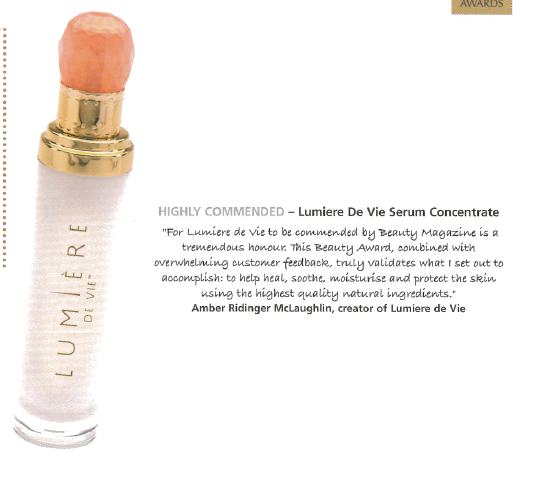 AWARDS
HIGHLY COMMENDED – Lumiere De Vie Serum Concentrate
"For Lumiere de Vie to be commended by Beauty Magazine is a
tremendous honour. This Beauty Award, combined with
overwhelming customer feedback, truly validates what I set out to
accomplish: to help heal, soothe, moisturise and protect the skin
using the highest quality natural ingredients."
Amber Ridinger McLaughlin, creator of Lumiere de Vie
LUMIÈRE
DE VIE™